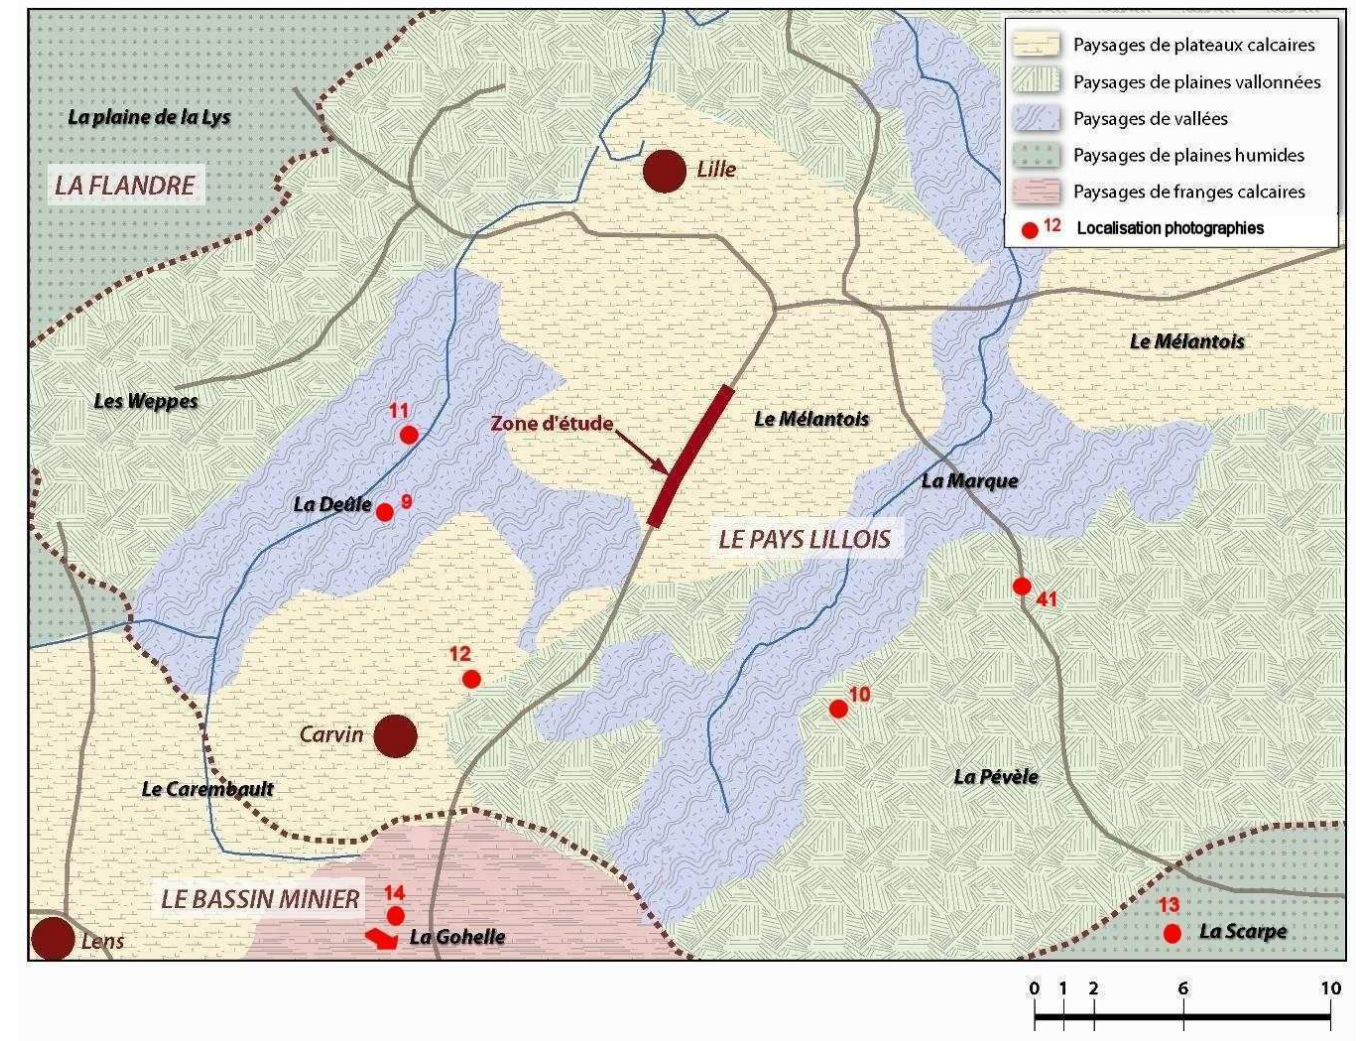 Paysages de plateaux calcaires
Paysages de plaines vallonnées
Paysages de vallées
Paysages de plaines humides
Paysages de franges calcaires
12 Localisation photographies
La plaine de la Lys
LA FLANDRE
Lille
Le Mélantois
Les Weppes
11
Zone d'étude
Le Mélantois
La Marque
La Deûle
9
LE PAYS LILLOIS
41
12
10
Carvin
La Pévèle
Le Carembault
LE BASSIN MINIER
14
13
La Gohelle
La Scarpe
Lens
0 1 2 6 10